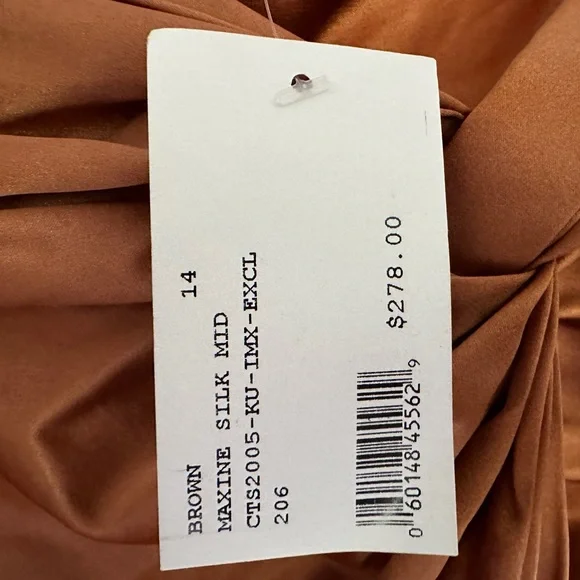 BROWN 14
MAXINE SILK MID
CTS2005-KU-IMX-EXCL
206
$278.00
0 60148 45562 9